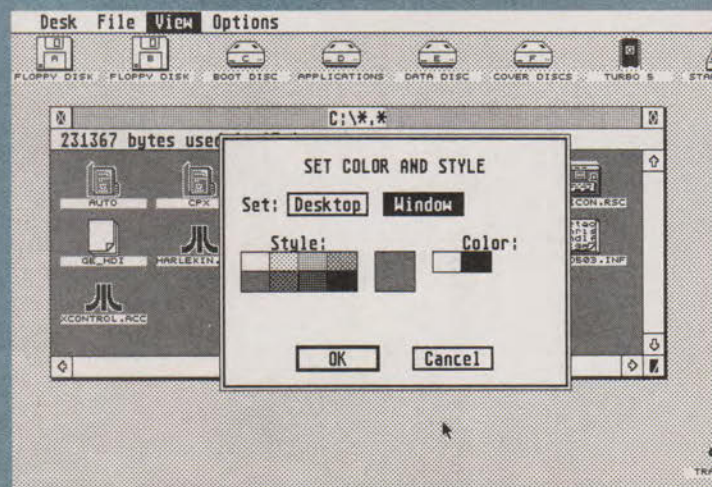 Desk File View Options
A B C D E F
FLOPPY DISK FLOPPY DISK BOOT DISC APPLICATIONS DATA DISC COVER DISCS TURBO S
C:\*.*
231367 bytes used
SET COLOR AND STYLE
AUTO CPX
Set: Desktop Window
GE_HDI HARLEKIN.
Style: Color:
XCONTROL.ACC
OK Cancel